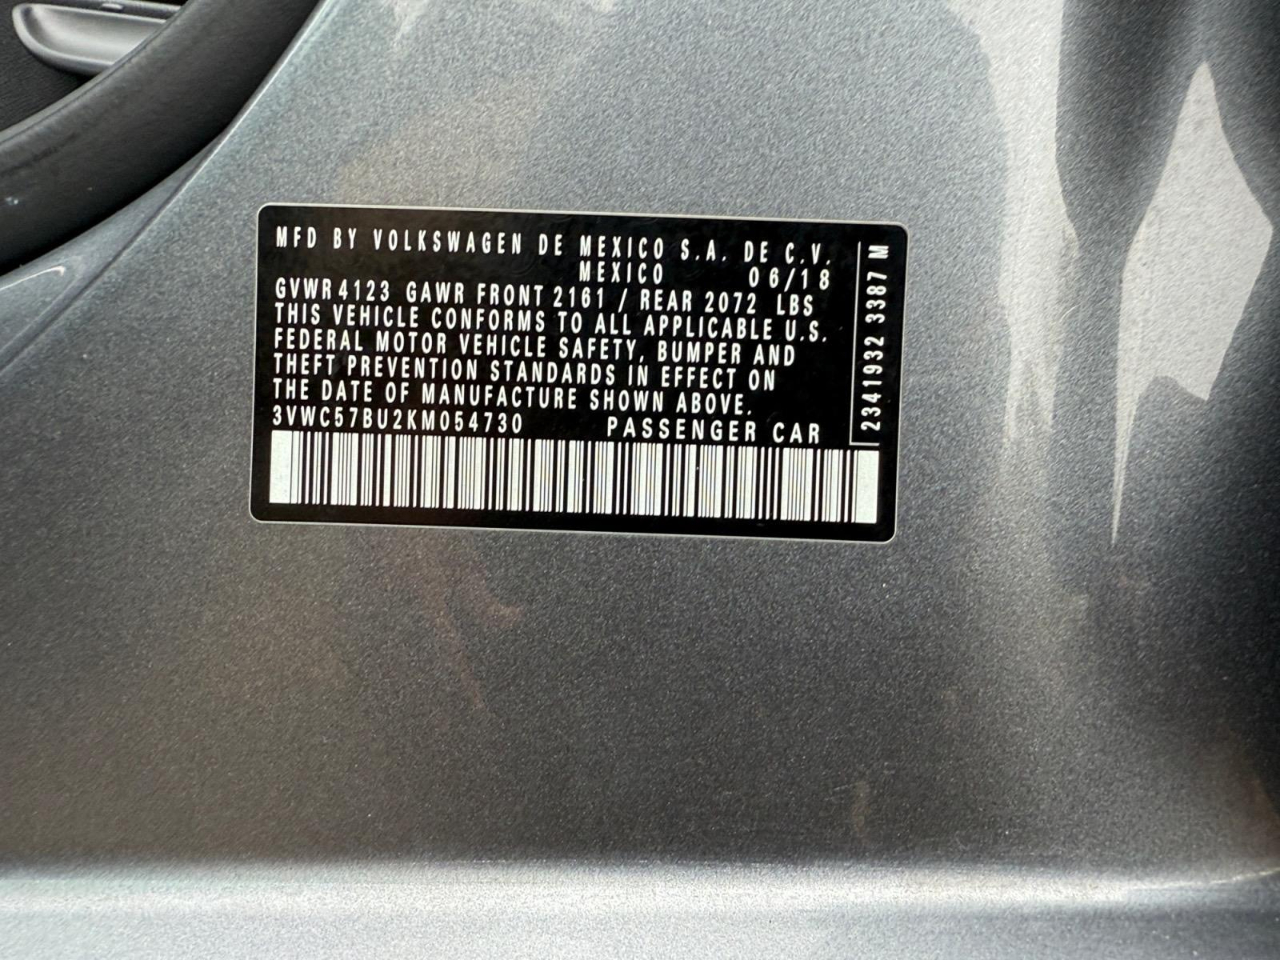 MFD BY VOLKSWAGEN DE MEXICO S.A. DE C.V.
MEXICO 06/18
GVWR 4123 GAWR FRONT 2161 / REAR 2072 LBS
THIS VEHICLE CONFORMS TO ALL APPLICABLE U.S.
FEDERAL MOTOR VEHICLE SAFETY, BUMPER AND
THEFT PREVENTION STANDARDS IN EFFECT ON
THE DATE OF MANUFACTURE SHOWN ABOVE.
3VWC57BU2KM054730 PASSENGER CAR
2341932 3387 M